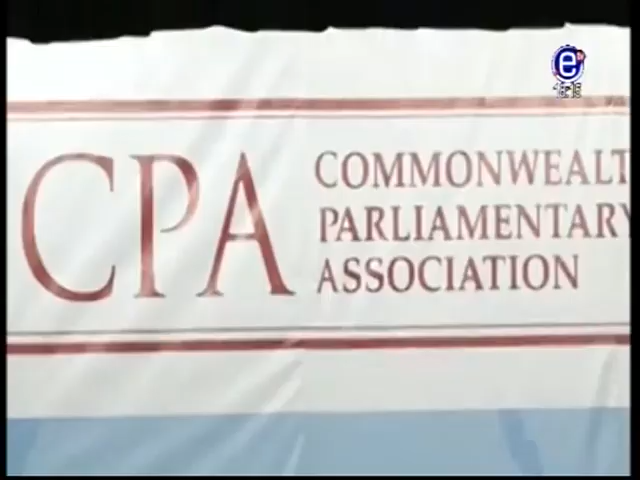 CPA
COMMONWEALT
PARLIAMENTARY
ASSOCIATION
e